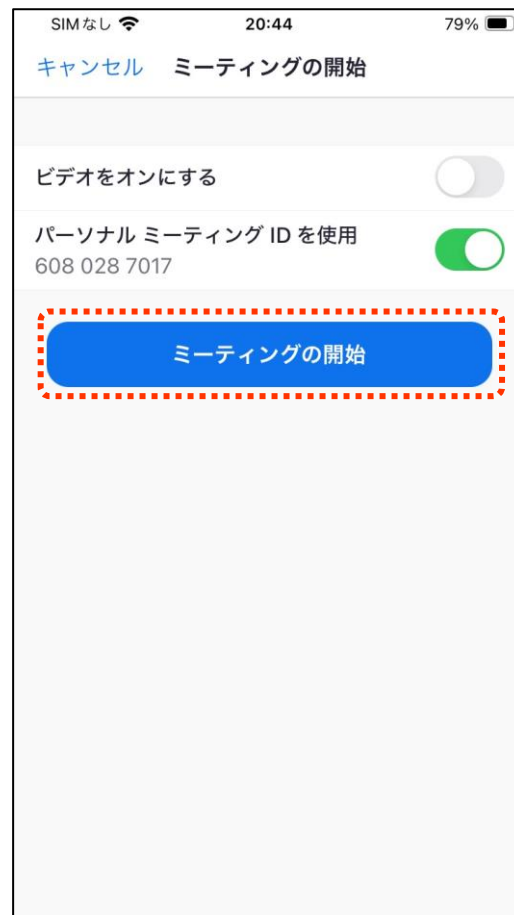 SIMなし 20:44 79%
キャンセル ミーティングの開始
ビデオをオンにする
パーソナル ミーティング ID を使用
608 028 7017
ミーティングの開始